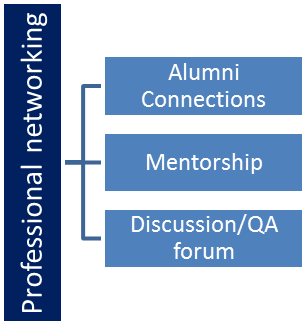 Professional networking
Alumni
Connections
Mentorship
Discussion/QA
forum